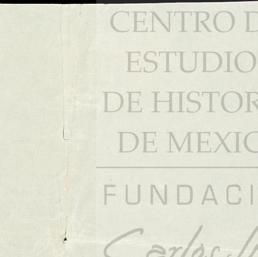 CENTRO D
ESTUDIO
DE HISTOR
DE MEXIC
FUNDACI
Carlos